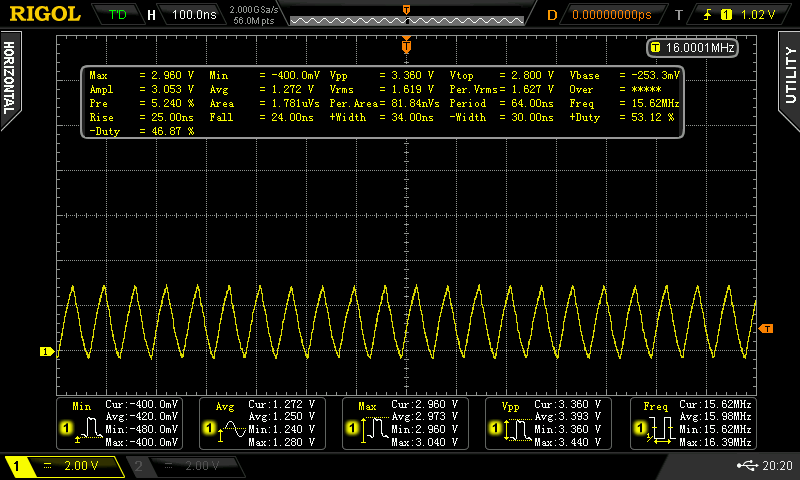 RIGOL T'D H 100.0ns 2.000GSa/s D 0.00000000ps T 1 1.02 V
56.0M pts
T
T 16.0001MHz
HORIZONTAL
UTILITY
Max = 2.960 V Min = -400.0mV Vpp = 3.360 V Vtop = 2.800 V Vbase = -253.3mV
Ampl = 3.053 V Avg = 1.272 V Vrms = 1.619 V Per.Vrms= 1.627 V Over = *****
Pre = 5.240 % Area = 1.781uVs Per.Area= 81.84nVs Period = 64.00ns Freq = 15.62MHz
Rise = 25.00ns Fall = 24.00ns +Width = 34.00ns -Width = 30.00ns +Duty = 53.12 %
-Duty = 46.87 %
T
1
Min Cur:-400.0mV Avg Cur:1.272 V Max Cur:2.960 V Vpp Cur:3.360 V Freq Cur:15.62MHz
1 Avg:-420.0mV 1 Avg:1.250 V 1 Avg:2.973 V 1 Avg:3.393 V 1 Avg:15.98MHz
Min:-480.0mV Min:1.240 V Min:2.960 V Min:3.360 V Min:15.62MHz
Max:-400.0mV Max:1.280 V Max:3.040 V Max:3.440 V Max:16.39MHz
1 2.00 V 2 2.00 V 20:20